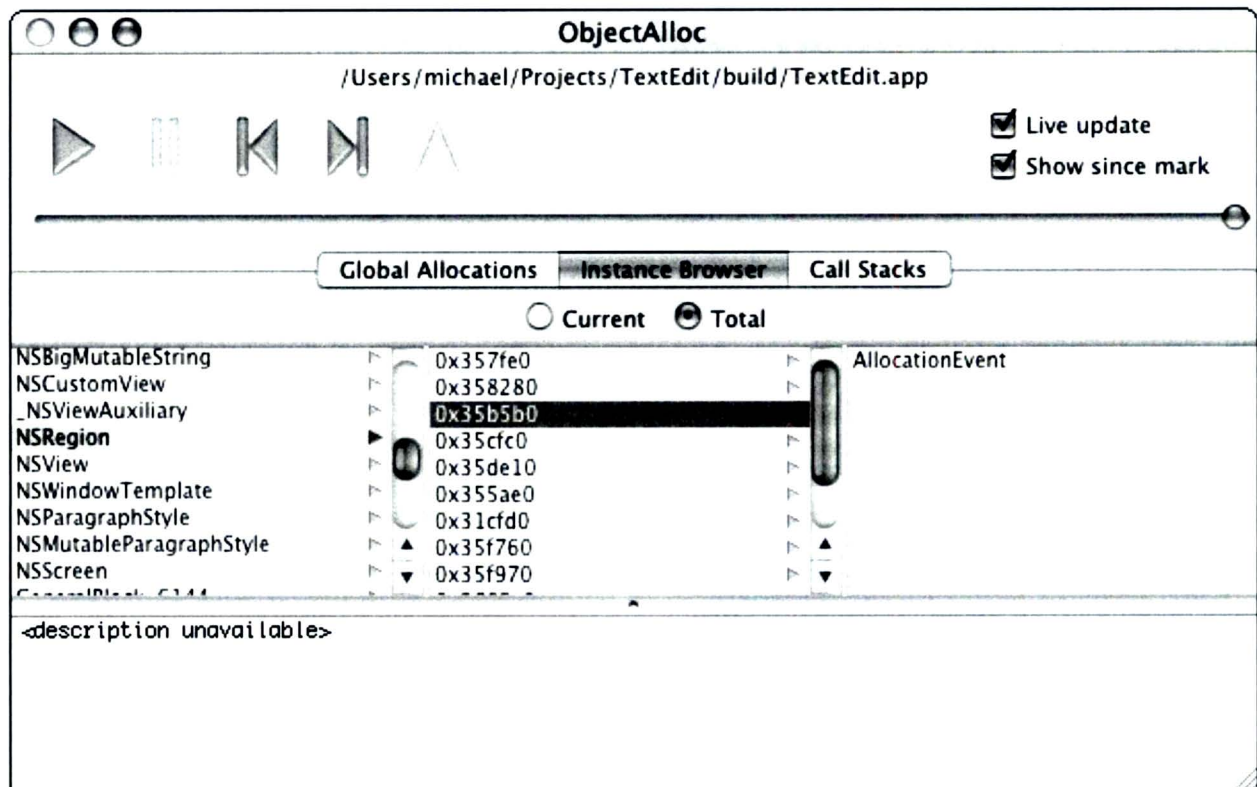 ObjectAlloc
/Users/michael/Projects/TextEdit/build/TextEdit.app
Live update
Show since mark
Global Allocations
Instance Browser
Call Stacks
Current
Total
NSBigMutableString
NSCustomView
_NSViewAuxiliary
NSRegion
NSView
NSWindowTemplate
NSParagraphStyle
NSMutableParagraphStyle
NSScreen
0x357fe0
0x358280
0x35b5b0
0x35cfc0
0x35de10
0x355ae0
0x31cfd0
0x35f760
0x35f970
AllocationEvent
<description unavailable>